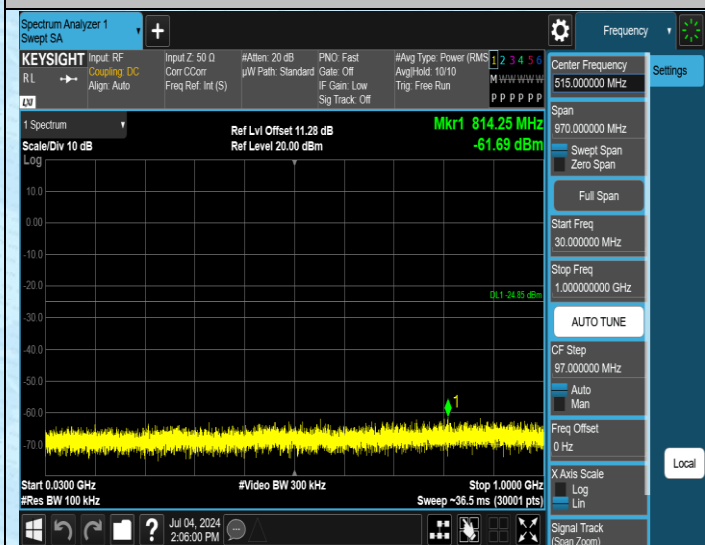 Spectrum Analyzer 1
Swept SA
+
Frequency
KEYSIGHT
RL
LXI
Input: RF
Coupling: DC
Align: Auto
Input Z: 50 Ω
Corr CCorr
Freq Ref: Int (S)
#Atten: 20 dB
µW Path: Standard
PNO: Fast
Gate: Off
IF Gain: Low
Sig Track: Off
#Avg Type: Power (RMS
Avg|Hold: 10/10
Trig: Free Run
1 2 3 4 5 6
M W W W W W
P P P P P P
1 Spectrum
Scale/Div 10 dB
Ref Lvl Offset 11.28 dB
Ref Level 20.00 dBm
Mkr1 814.25 MHz
-61.69 dBm
Log
10.0
0.00
-10.0
-20.0
-30.0
-40.0
-50.0
-60.0
-70.0
DL1 -24.85 dBm
1
Start 0.0300 GHz
#Res BW 100 kHz
#Video BW 300 kHz
Stop 1.0000 GHz
Sweep ~36.5 ms (30001 pts)
?
Jul 04, 2024
2:06:00 PM
Center Frequency
515.000000 MHz
Span
970.000000 MHz
Swept Span
Zero Span
Full Span
Start Freq
30.000000 MHz
Stop Freq
1.000000000 GHz
AUTO TUNE
CF Step
97.000000 MHz
Auto
Man
Freq Offset
0 Hz
X Axis Scale
Log
Lin
Signal Track
(Span Zoom)
Settings
Local